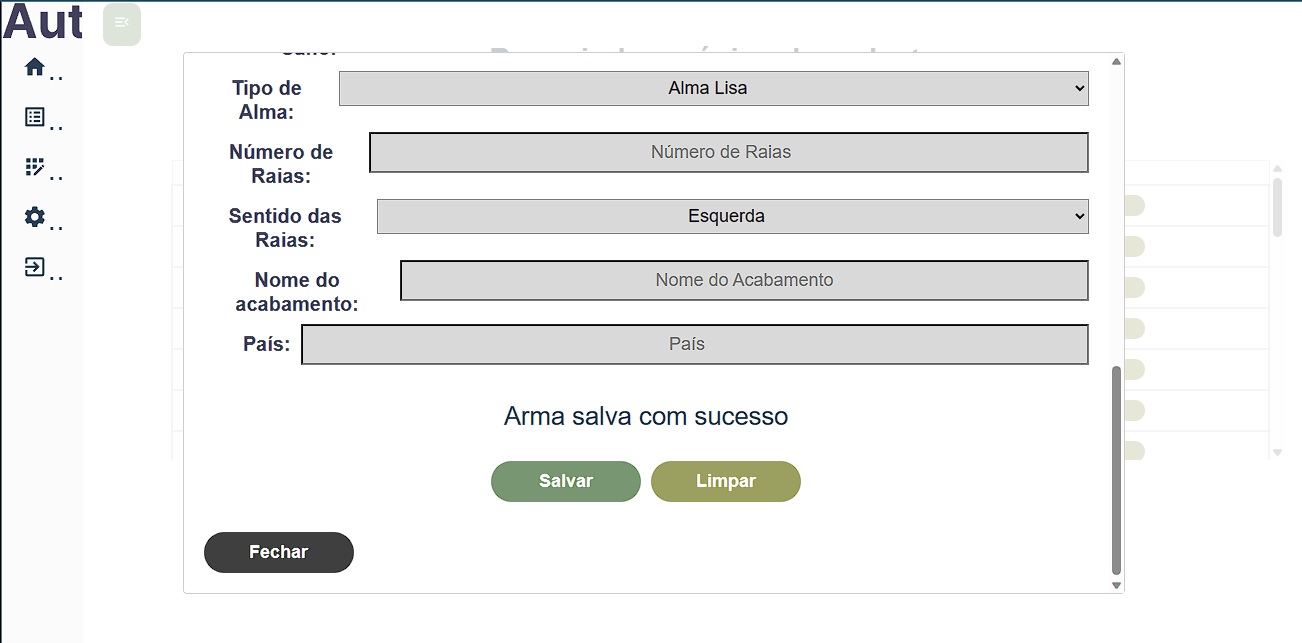 Aut
..
..
..
..
..
Tipo de
Alma:
Alma Lisa
Número de
Raias:
Número de Raias
Sentido das
Raias:
Esquerda
Nome do
acabamento:
Nome do Acabamento
País:
País
Arma salva com sucesso
Salvar
Limpar
Fechar